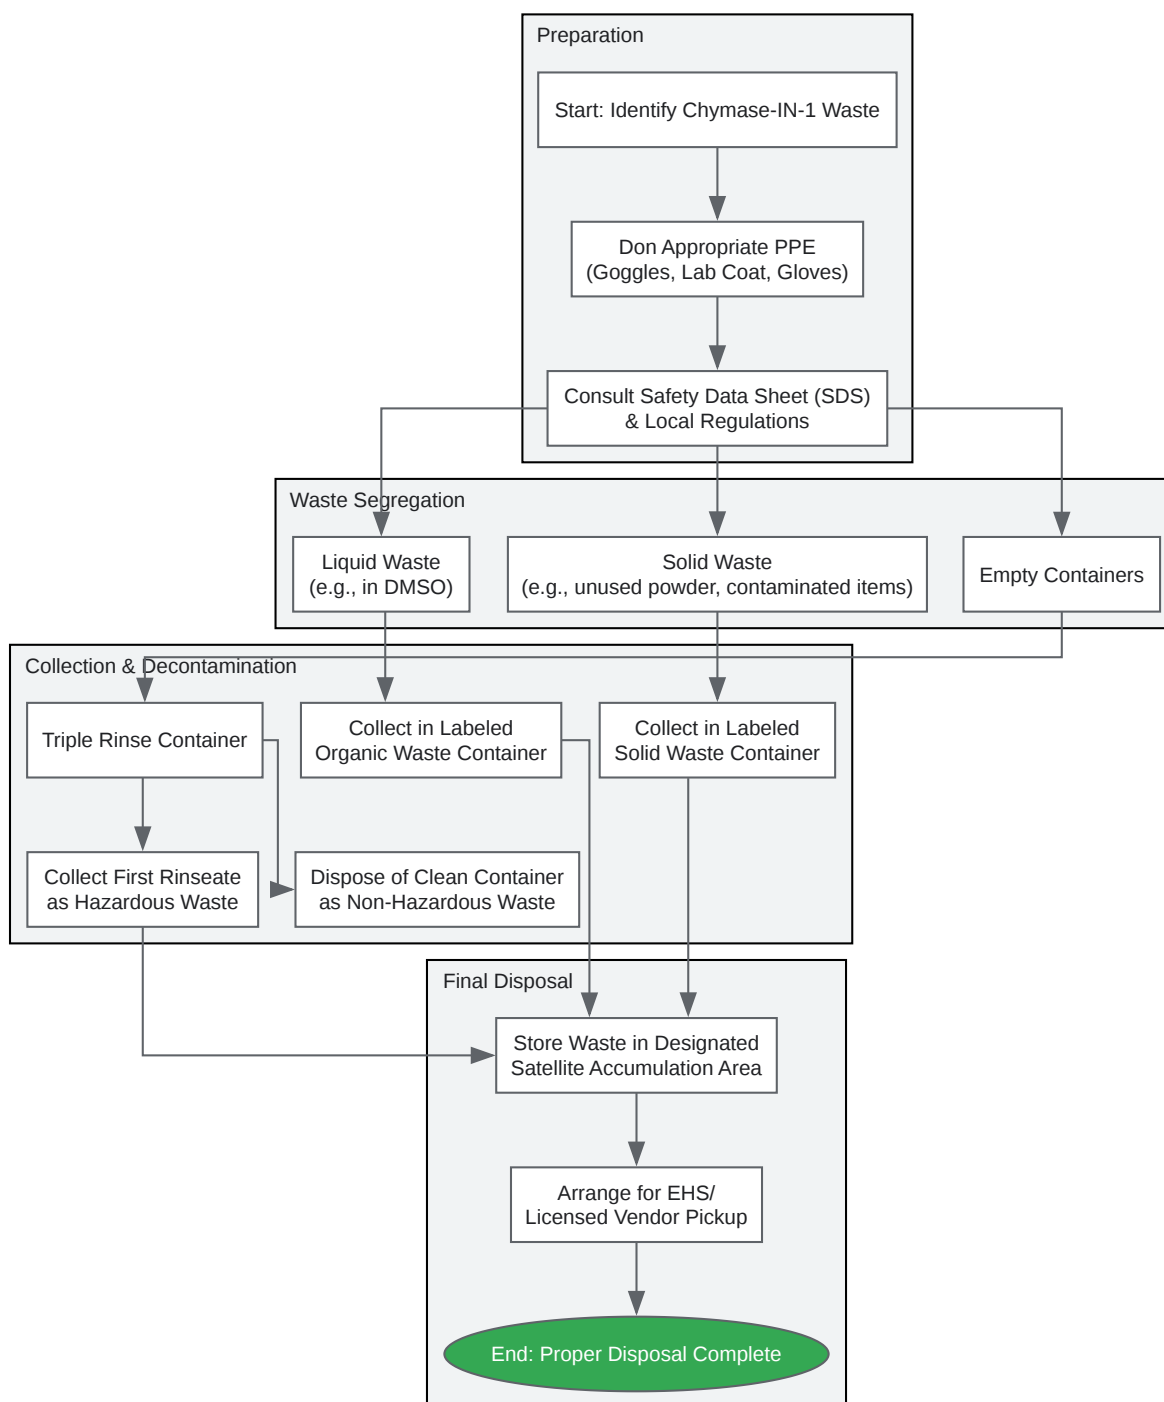 Preparation
Start: Identify Chymase-IN-1 Waste
Don Appropriate PPE
(Goggles, Lab Coat, Gloves)
Consult Safety Data Sheet (SDS)
& Local Regulations
Waste Segregation
Liquid Waste
(e.g., in DMSO)
Solid Waste
(e.g., unused powder, contaminated items)
Empty Containers
Collection & Decontamination
Triple Rinse Container
Collect in Labeled
Organic Waste Container
Collect in Labeled
Solid Waste Container
Collect First Rinseate
as Hazardous Waste
Dispose of Clean Container
as Non-Hazardous Waste
Final Disposal
Store Waste in Designated
Satellite Accumulation Area
Arrange for EHS/
Licensed Vendor Pickup
End: Proper Disposal Complete